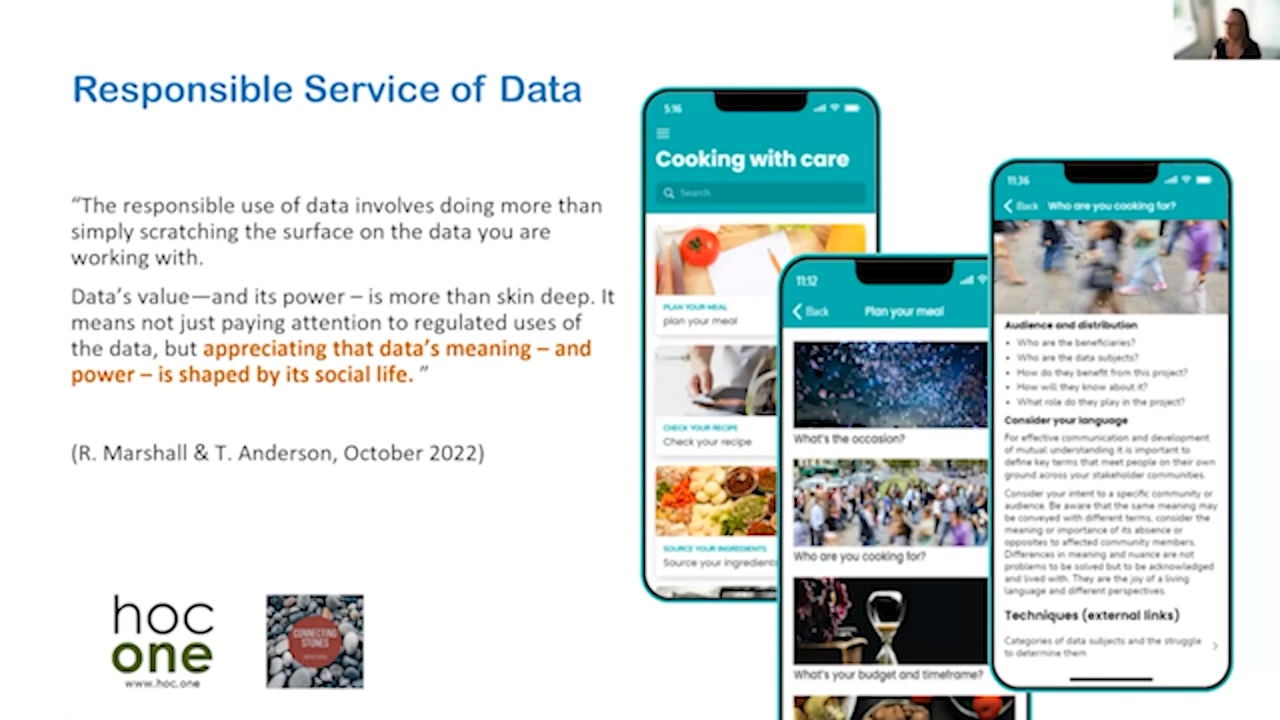 Responsible Service of Data
“The responsible use of data involves doing more than
simply scratching the surface on the data you are
working with.
Data’s value—and its power – is more than skin deep. It
means not just paying attention to regulated uses of
the data, but appreciating that data’s meaning – and
power – is shaped by its social life. ”
(R. Marshall & T. Anderson, October 2022)
hoc
one
www.hoc.one
CONNECTING
STONES
5:16
Cooking with care
Search
PLAN YOUR MEAL
plan your meal
CHECK YOUR RECIPE
Check your recipe
SOURCE YOUR INGREDIENTS
Source your ingredients
11:12
Back
Plan your meal
What's the occasion?
Who are you cooking for?
What's your budget and timeframe?
11:36
Back
Who are you cooking for?
Audience and distribution
• Who are the beneficiaries?
• Who are the data subjects?
• How do they benefit from this project?
• How will they know about it?
• What role do they play in the project?
Consider your language
For effective communication and development
of mutual understanding it is important to
define key terms that meet people on their own
ground across your stakeholder communities.
Consider your intent to a specific community or
audience. Be aware that the same meaning may
be conveyed with different terms, consider the
meaning or importance of its absence or
opposites to affected community members.
Differences in meaning and nuance are not
problems to be solved but to be acknowledged
and lived with. They are the joy of a living
language and different perspectives.
Techniques (external links)
Categories of data subjects and the struggle
to determine them